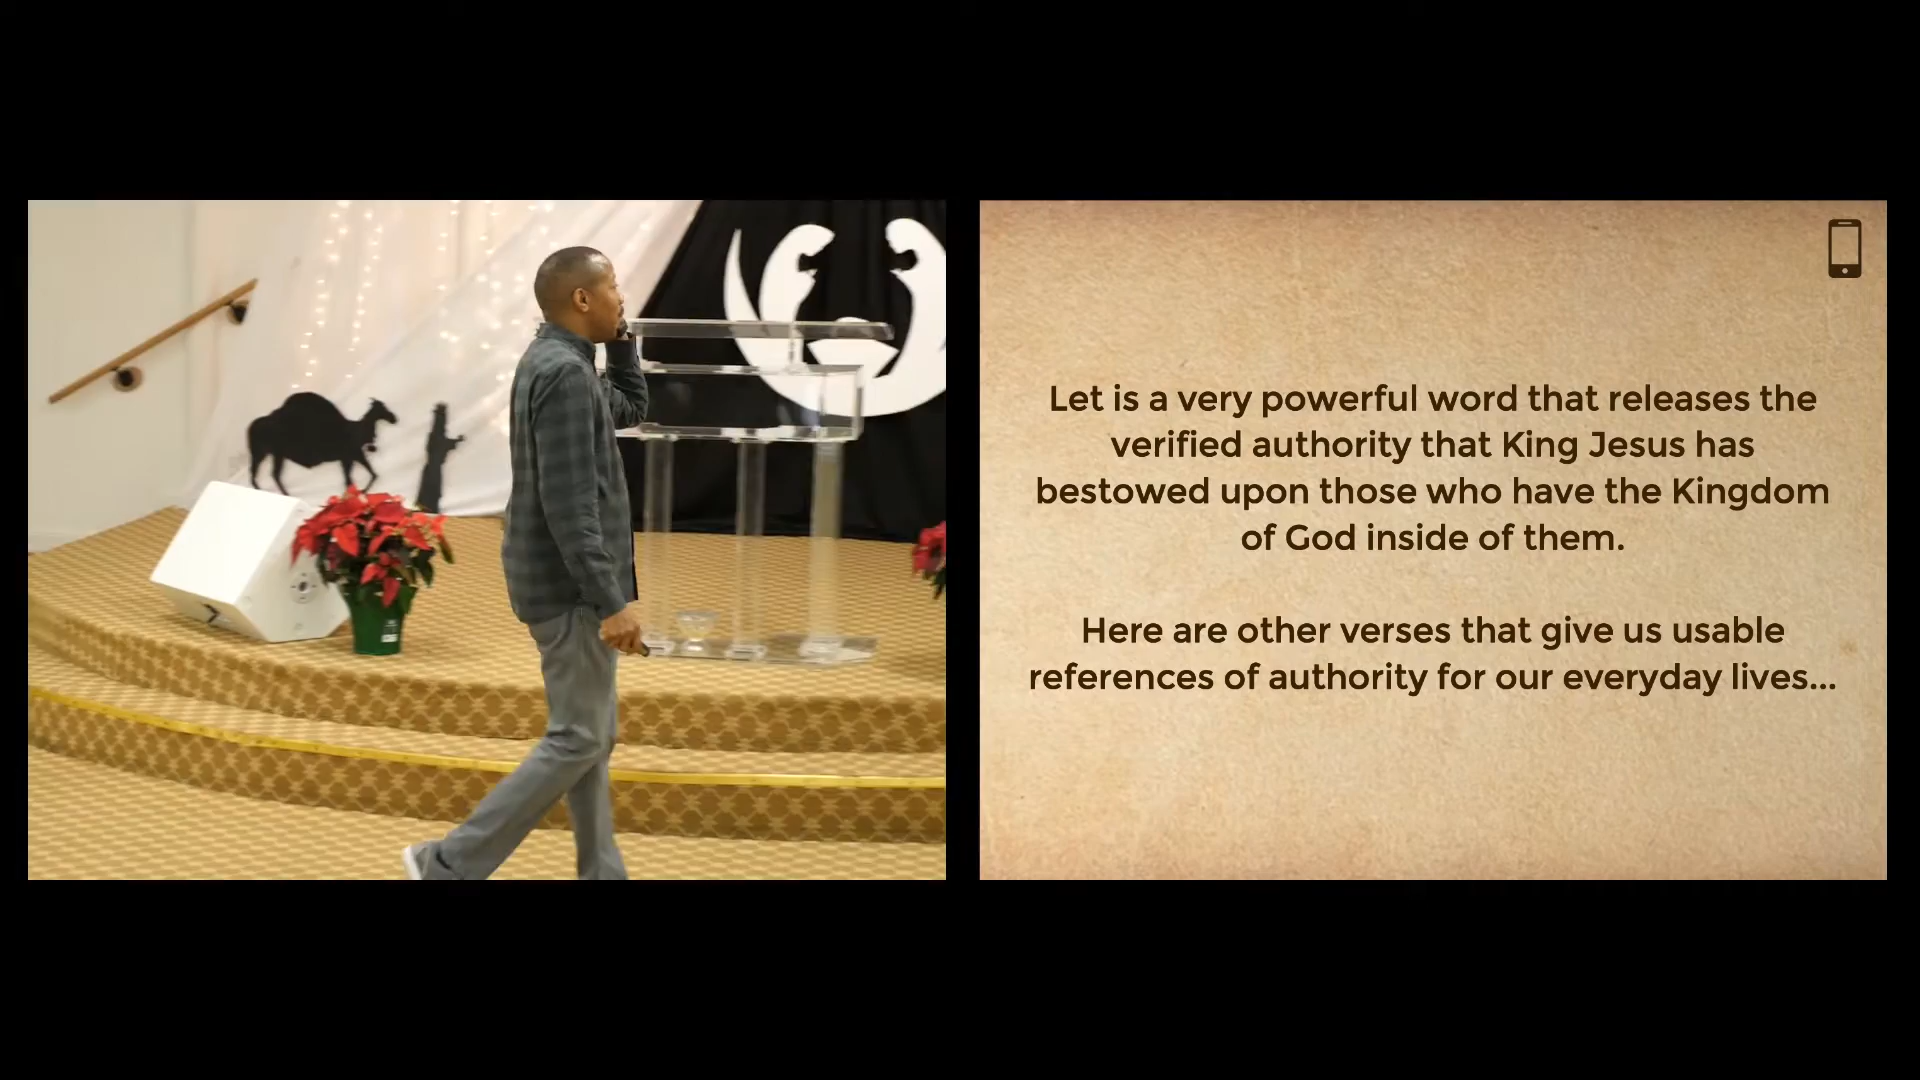 Let is a very powerful word that releases the
verified authority that King Jesus has
bestowed upon those who have the Kingdom
of God inside of them.
Here are other verses that give us usable
references of authority for our everyday lives...